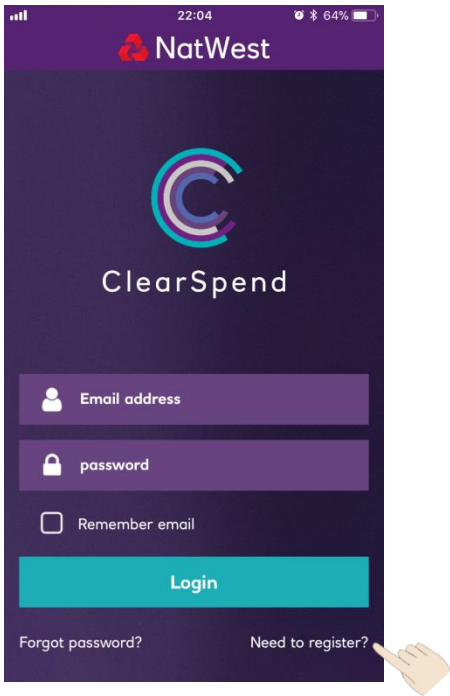 22:04 64%
NatWest
ClearSpend
Email address
password
Remember email
Login
Forgot password? Need to register?